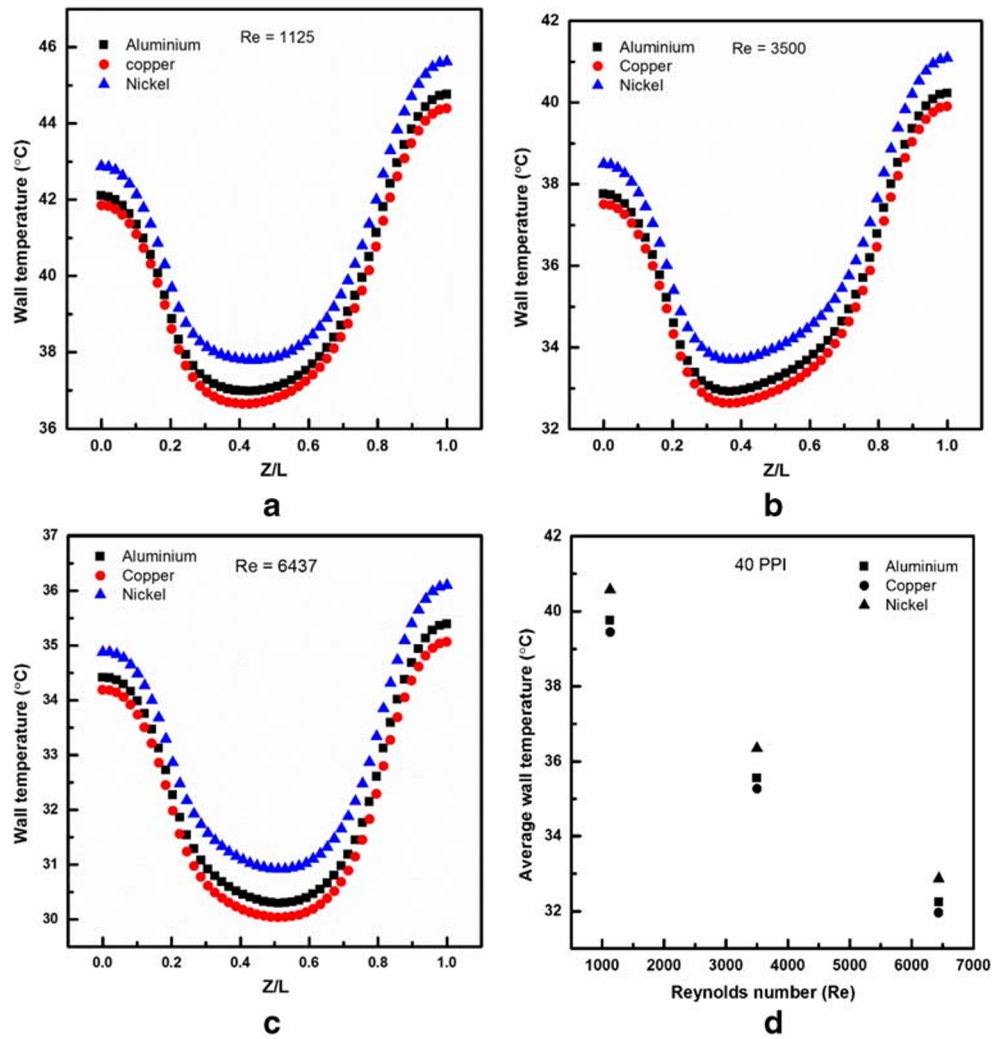 46
44
42
40
38
36
Wall temperature (°C)
Aluminium
copper
Nickel
Re = 1125
0.0 0.2 0.4 0.6 0.8 1.0
Z/L
a
42
40
38
36
34
32
Wall temperature (°C)
Aluminium
Copper
Nickel
Re = 3500
0.0 0.2 0.4 0.6 0.8 1.0
Z/L
b
37
36
35
34
33
32
31
30
Wall temperature (°C)
Aluminium
Copper
Nickel
Re = 6437
0.0 0.2 0.4 0.6 0.8 1.0
Z/L
c
42
40
38
36
34
32
Average wall temperature (°C)
40 PPI
Aluminium
Copper
Nickel
1000 2000 3000 4000 5000 6000 7000
Reynolds number (Re)
d